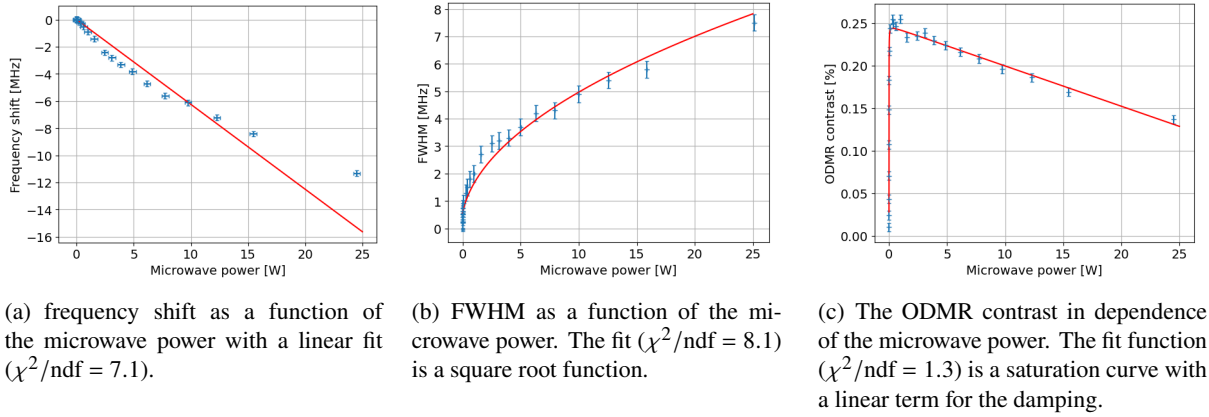 0
−2
−4
−6
−8
−10
−12
−14
−16
Frequency shift [MHz]
0
5
10
15
20
25
Microwave power [W]
8
7
6
5
4
3
2
1
0
FWHM [MHz]
0
5
10
15
20
25
Microwave power [W]
0.25
0.20
0.15
0.10
0.05
0.00
ODMR contrast [%]
0
5
10
15
20
25
Microwave power [W]
(a) frequency shift as a function of
the microwave power with a linear fit
(χ²/ndf = 7.1).
(b) FWHM as a function of the mi-
crowave power. The fit (χ²/ndf = 8.1)
is a square root function.
(c) The ODMR contrast in dependence
of the microwave power. The fit function
(χ²/ndf = 1.3) is a saturation curve with
a linear term for the damping.